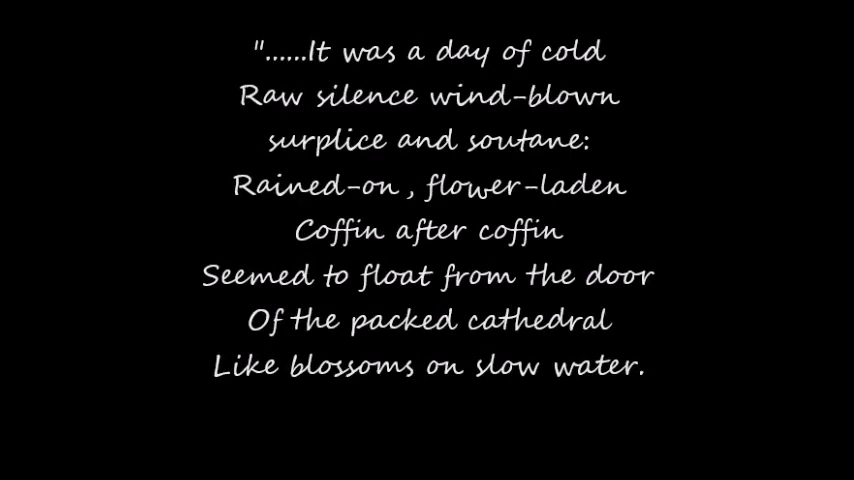 "......It was a day of cold
Raw silence wind-blown
surplice and soutane:
Rained-on , flower-laden
Coffin after coffin
Seemed to float from the door
Of the packed cathedral
Like blossoms on slow water.